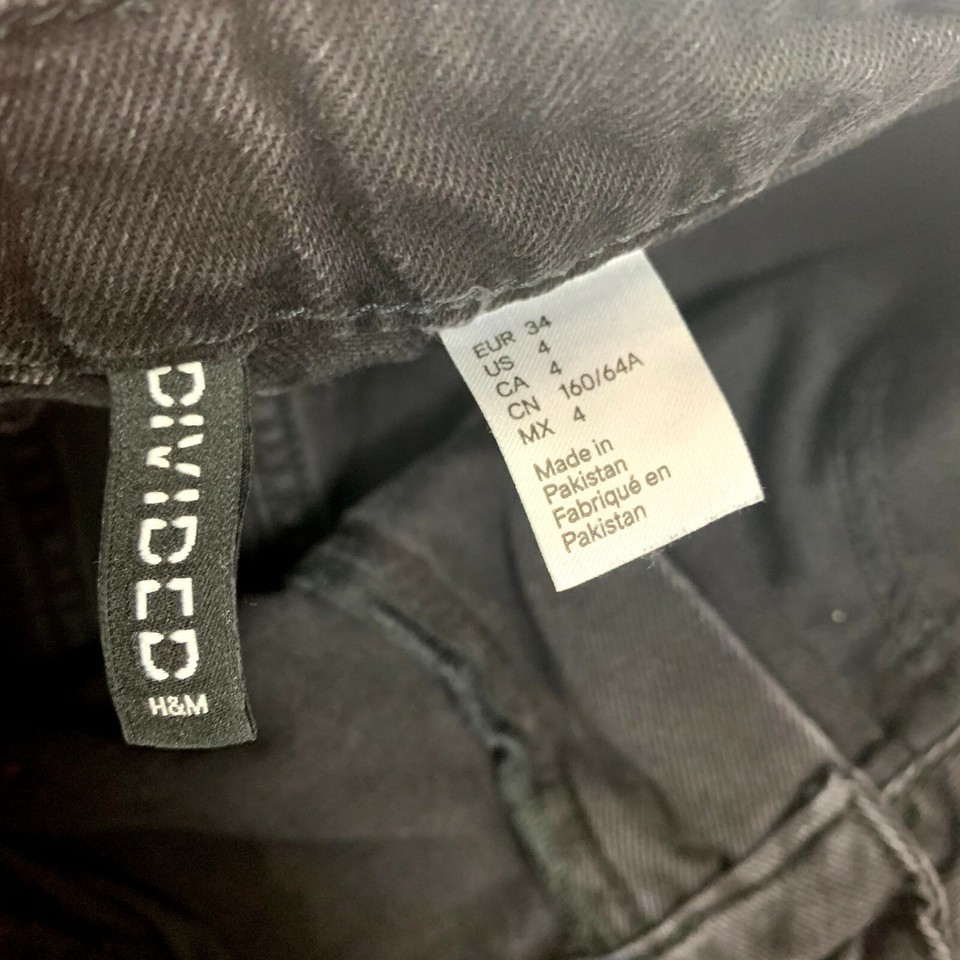 DIVIDED
H&M
EUR 34
US 4
CA 4
CN 160/64A
MX 4
Made in
Pakistan
Fabriqué en
Pakistan